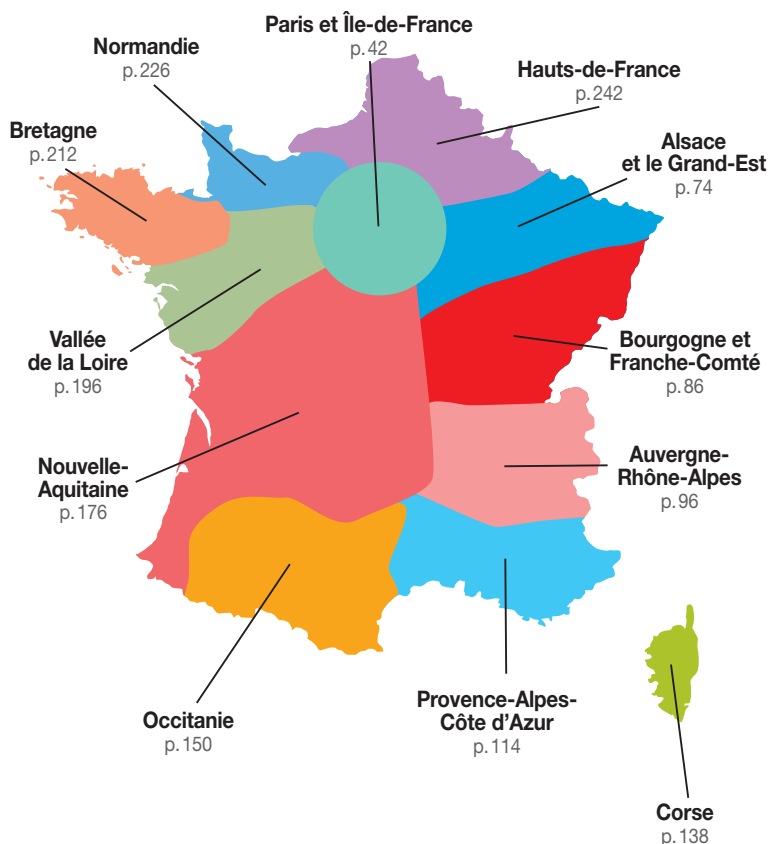 Paris et Île-de-France
p.42
Normandie
p.226
Hauts-de-France
p.242
Bretagne
p.212
Alsace
et le Grand-Est
p.74
Vallée
de la Loire
p.196
Bourgogne et
Franche-Comté
p.86
Nouvelle-
Aquitaine
p.176
Auvergne-
Rhône-Alpes
p.96
Occitanie
p.150
Provence-Alpes-
Côte d'Azur
p.114
Corse
p.138